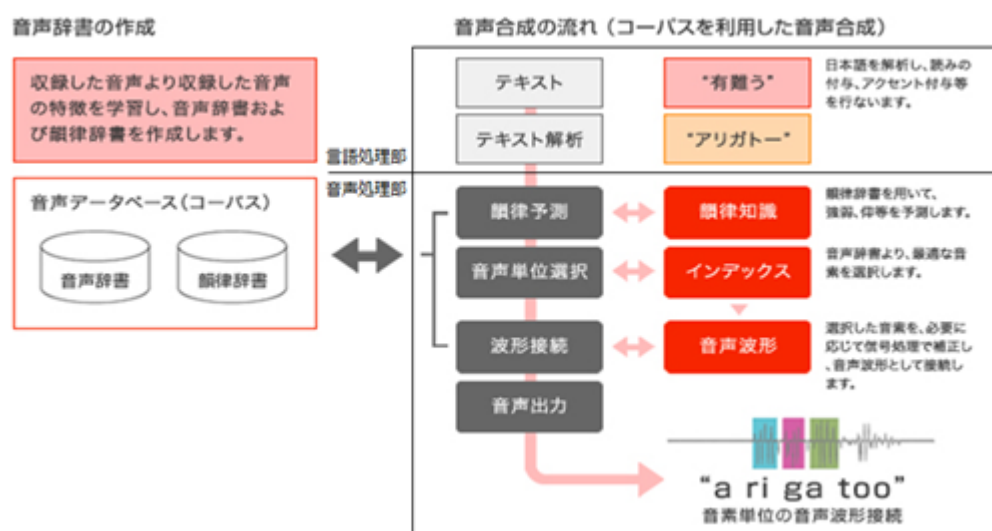 音声辞書の作成
収録した音声より収録した音声
の特徴を学習し、音声辞書およ
び韻律辞書を作成します。
音声データベース(コーパス)
音声辞書
韻律辞書
音声合成の流れ(コーパスを利用した音声合成)
テキスト
"有難う"
日本語を解析し、読みの
付与、アクセント付与等
を行ないます。
テキスト解析
"アリガトー"
言語処理部
音声処理部
韻律予測
韻律知識
韻律辞書を用いて、
強弱、仰等を予測します。
音声単位選択
インデックス
音声辞書より、最適な音
素を選択します。
波形接続
音声波形
選択した音素を、必要に
応じて信号処理で補正し
、音声波形として接続し
ます。
音声出力
"a ri ga too"
音素単位の音声波形接続